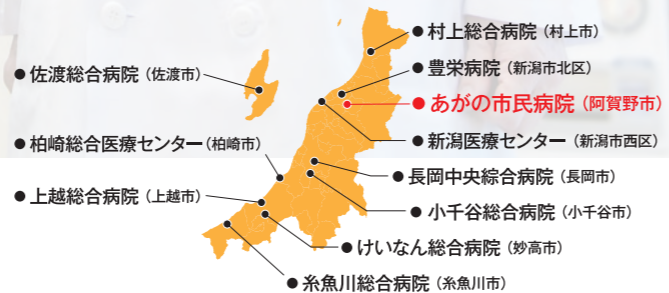 ●村上総合病院（村上市）
●豊栄病院（新潟市北区）
●佐渡総合病院（佐渡市）
●あがの市民病院（阿賀野市）
●新潟医療センター（新潟市西区）
●柏崎総合医療センター（柏崎市）
●長岡中央綜合病院（長岡市）
●上越総合病院（上越市）
●小千谷総合病院（小千谷市）
●けいなん総合病院（妙高市）
●糸魚川総合病院（糸魚川市）